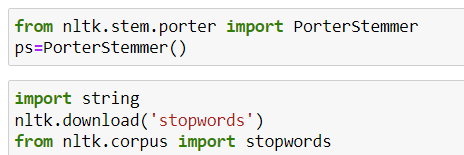 from nltk.stem.porter import PorterStemmer
ps=PorterStemmer()
import string
nltk.download('stopwords')
from nltk.corpus import stopwords